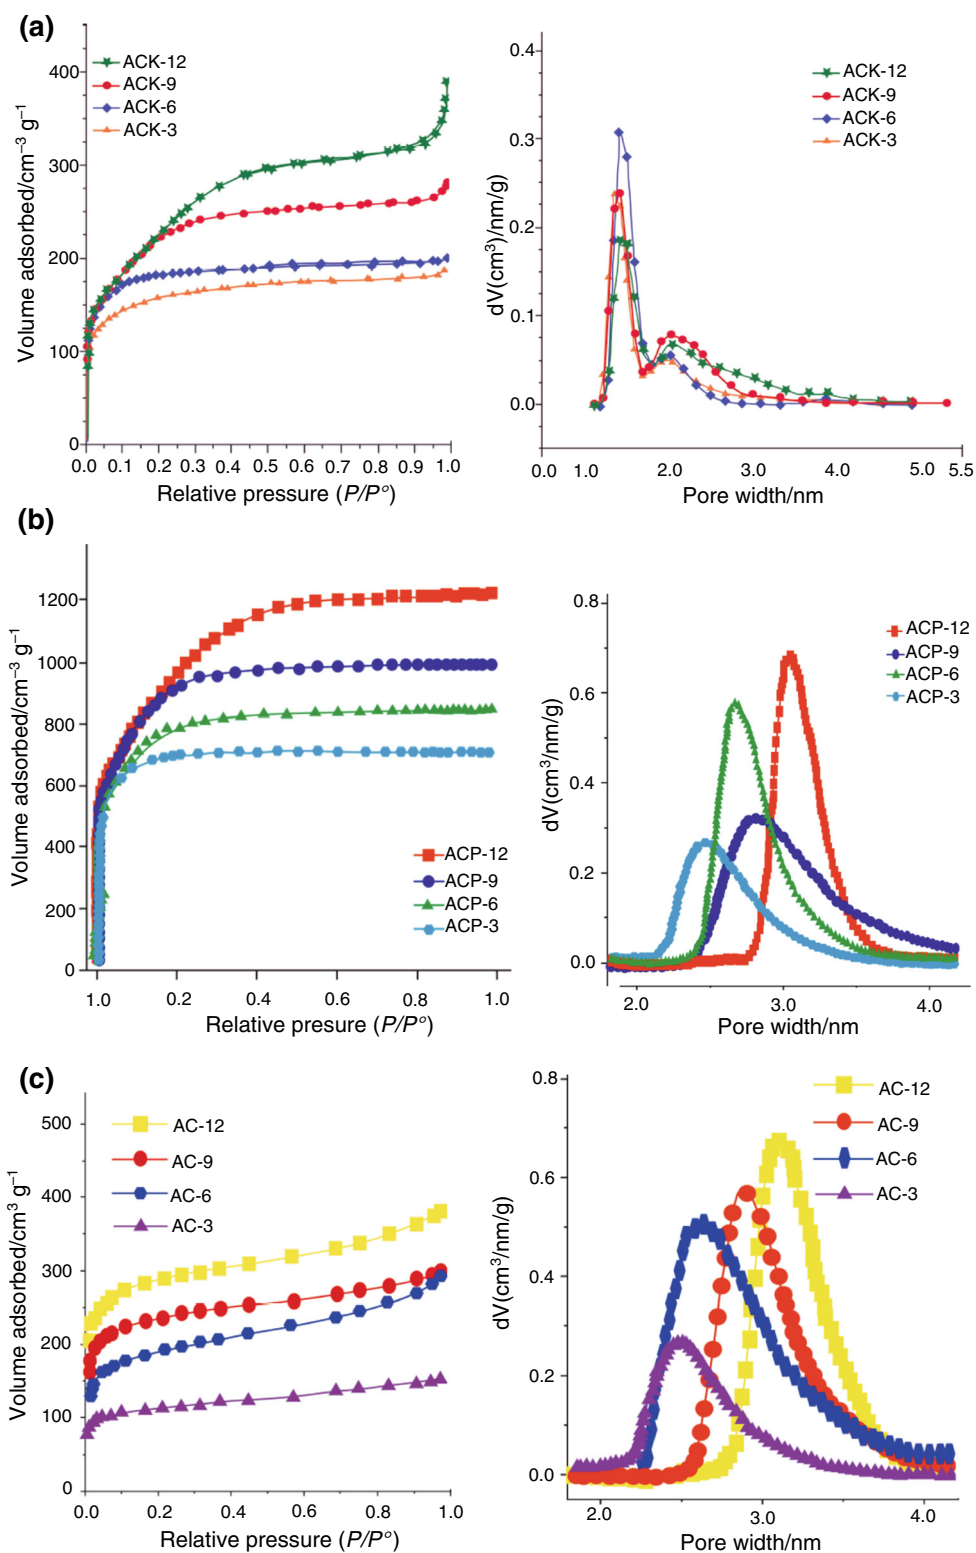 (a)
ACK-12
ACK-9
ACK-6
ACK-3
400
300
200
100
0
Volume adsorbed/cm⁻³ g⁻¹
0.0 0.1 0.2 0.3 0.4 0.5 0.6 0.7 0.8 0.9 1.0
Relative pressure (P/P°)
ACK-12
ACK-9
ACK-6
ACK-3
0.4
0.3
0.2
0.1
0.0
dV(cm³)/nm/g)
0.0 1.0 2.0 3.0 4.0 5.0 5.5
Pore width/nm
(b)
1200
1000
800
600
400
200
0
Volume adsorbed/cm⁻³ g⁻¹
ACP-12
ACP-9
ACP-6
ACP-3
1.0 0.2 0.4 0.6 0.8 1.0
Relative presure (P/P°)
0.8
0.6
0.4
0.2
0.0
dV(cm³/nm/g)
ACP-12
ACP-9
ACP-6
ACP-3
2.0 3.0 4.0
Pore width/nm
(c)
500
400
300
200
100
0
Volume adsorbed/cm³ g⁻¹
AC-12
AC-9
AC-6
AC-3
0.0 0.2 0.4 0.6 0.8 1.0
Relative pressure (P/P°)
0.8
0.6
0.4
0.2
0.0
dV(cm³/nm/g)
AC-12
AC-9
AC-6
AC-3
2.0 3.0 4.0
Pore width/nm